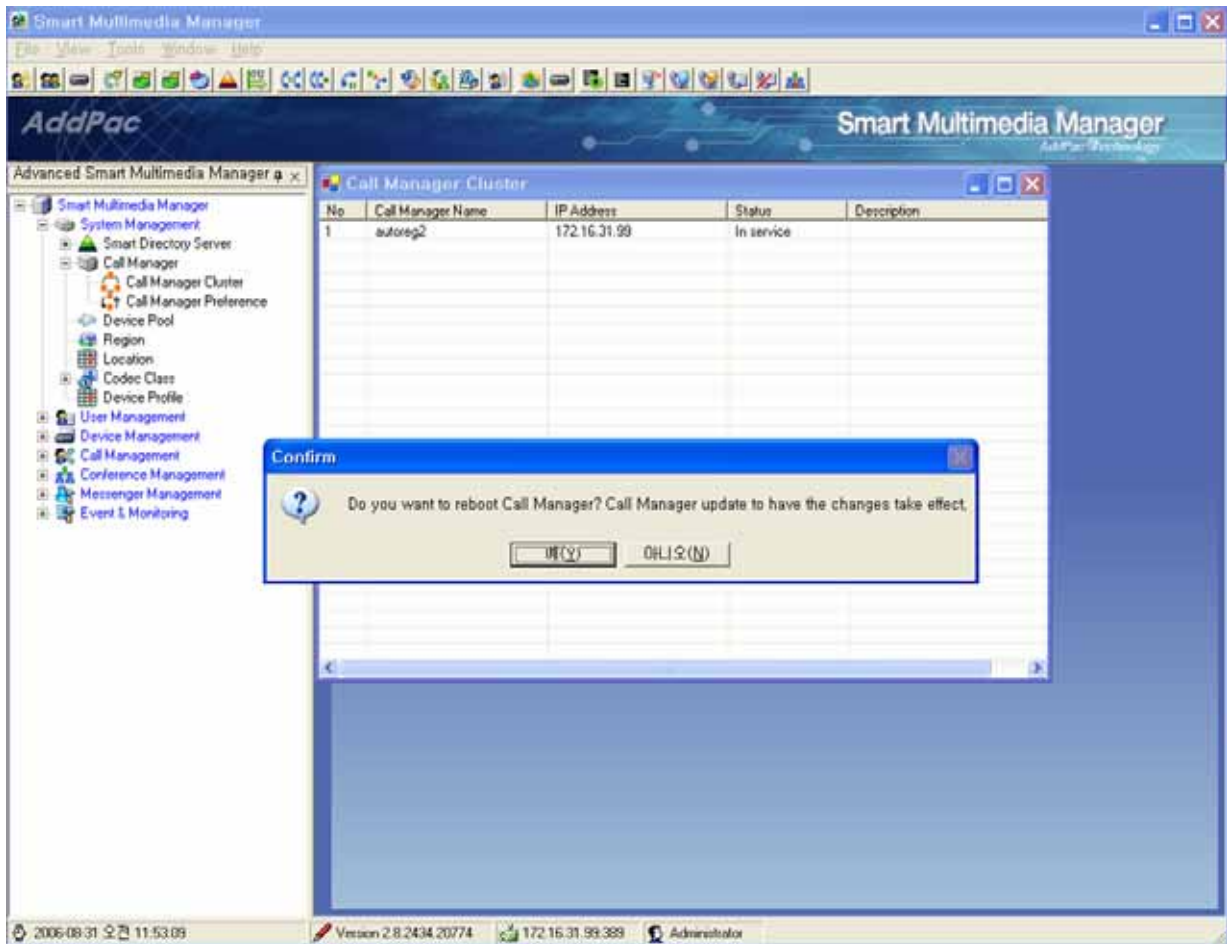 Smart Multimedia Manager
File View Tools Window Help
AddPac
Smart Multimedia Manager
AddPac Technology
Advanced Smart Multimedia Manager
Smart Multimedia Manager
System Management
Smart Directory Server
Call Manager
Call Manager Cluster
Call Manager Preference
Device Pool
Region
Location
Codec Class
Device Profile
User Management
Device Management
Call Management
Conference Management
Messenger Management
Event & Monitoring
Call Manager Cluster
No Call Manager Name IP Address Status Description
1 autoreg2 172.16.31.99 In service
Confirm
Do you want to reboot Call Manager? Call Manager update to have the changes take effect.
예(Y) 아니오(N)
2006-08-31 오전 11:53:09 Version 2.8.2434.20774 172.16.31.99:389 Administrator